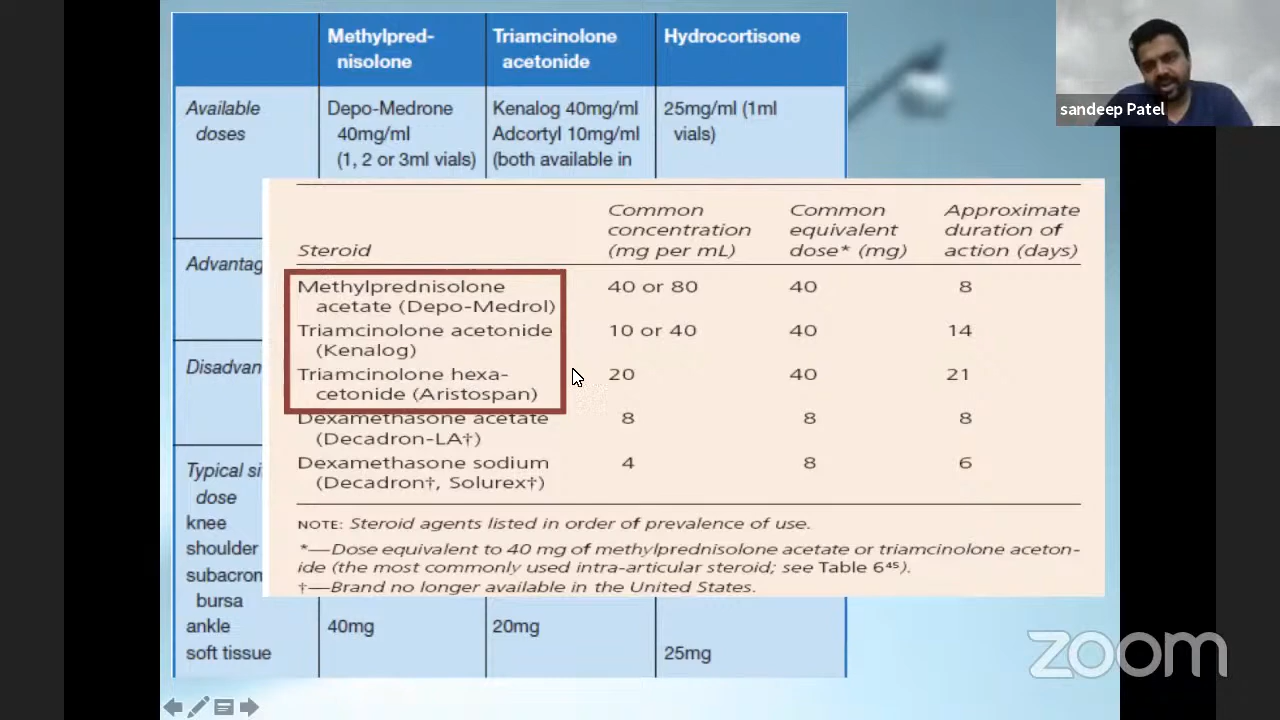 Methylpred-
nisolone
Triamcinolone
acetonide
Hydrocortisone
Available
doses
Depo-Medrone
40mg/ml
(1, 2 or 3ml vials)
Kenalog 40mg/ml
Adcortyl 10mg/ml
(both available in
25mg/ml (1ml
vials)
sandeep Patel
Advantag
Disadvan
Typical si
dose
knee
shoulder
subacron
bursa
ankle
soft tissue
40mg
20mg
25mg
Steroid
Common
concentration
(mg per mL)
Common
equivalent
dose* (mg)
Approximate
duration of
action (days)
Methylprednisolone
acetate (Depo-Medrol)
40 or 80
40
8
Triamcinolone acetonide
(Kenalog)
10 or 40
40
14
Triamcinolone hexa-
cetonide (Aristospan)
20
40
21
Dexamethasone acetate
(Decadron-LA†)
8
8
8
Dexamethasone sodium
(Decadron†, Solurex†)
4
8
6
NOTE: Steroid agents listed in order of prevalence of use.
*—Dose equivalent to 40 mg of methylprednisolone acetate or triamcinolone aceton-
ide (the most commonly used intra-articular steroid; see Table 6⁴⁵).
†—Brand no longer available in the United States.
zoom